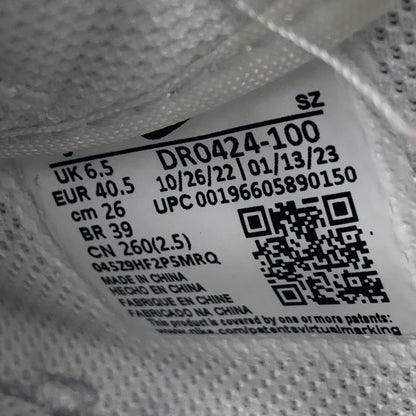 SZ
UK 6.5
EUR 40.5
cm 26
BR 39
CN 260(2.5)
DR0424-100
10/26/22 | 01/13/23
UPC 00196605890150
04529HF2P5MRQ
MADE IN CHINA
HECHO EN CHINA
FABRIQUE EN CHINE
FABRICADO NA CHINA
This product is covered by one or more patents:
www.nike.com/patentsvirtualmarking